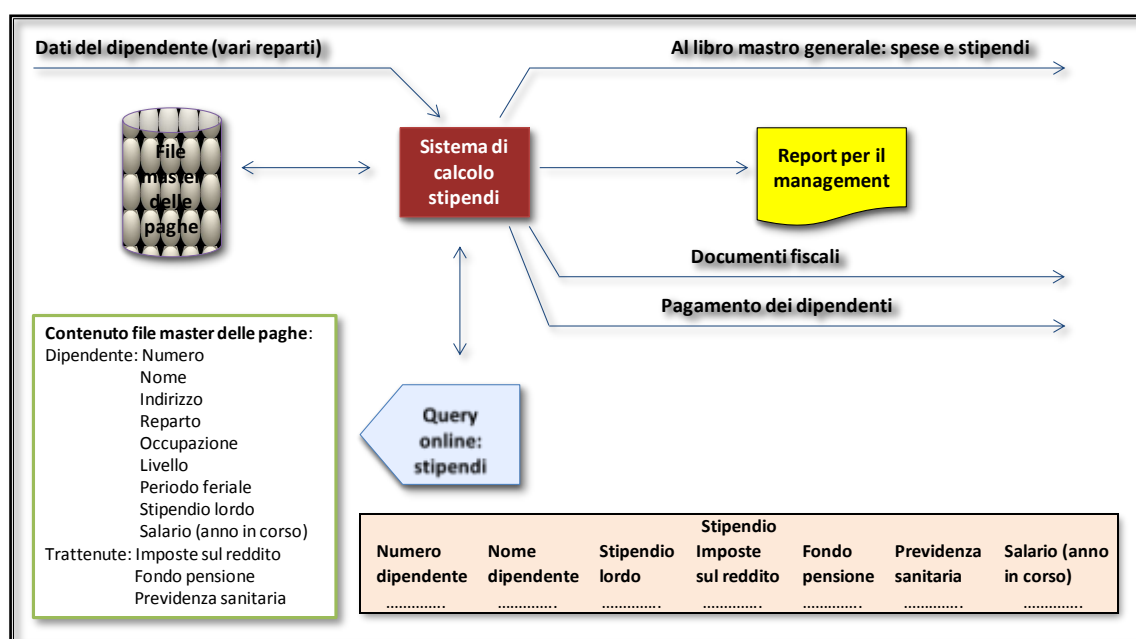 Dati del dipendente (vari reparti)
Al libro mastro generale: spese e stipendi
File
master
delle
paghe
Sistema di
calcolo
stipendi
Report per il
management
Documenti fiscali
Pagamento dei dipendenti
Contenuto file master delle paghe:
Dipendente: Numero
Nome
Indirizzo
Reparto
Occupazione
Livello
Periodo feriale
Stipendio lordo
Salario (anno in corso)
Trattenute: Imposte sul reddito
Fondo pensione
Previdenza sanitaria
Query
online:
stipendi
Stipendio
Numero Nome Stipendio Imposte Fondo Previdenza Salario (anno
dipendente dipendente lordo sul reddito pensione sanitaria in corso)
.............. .............. .............. .............. .............. .............. ..............